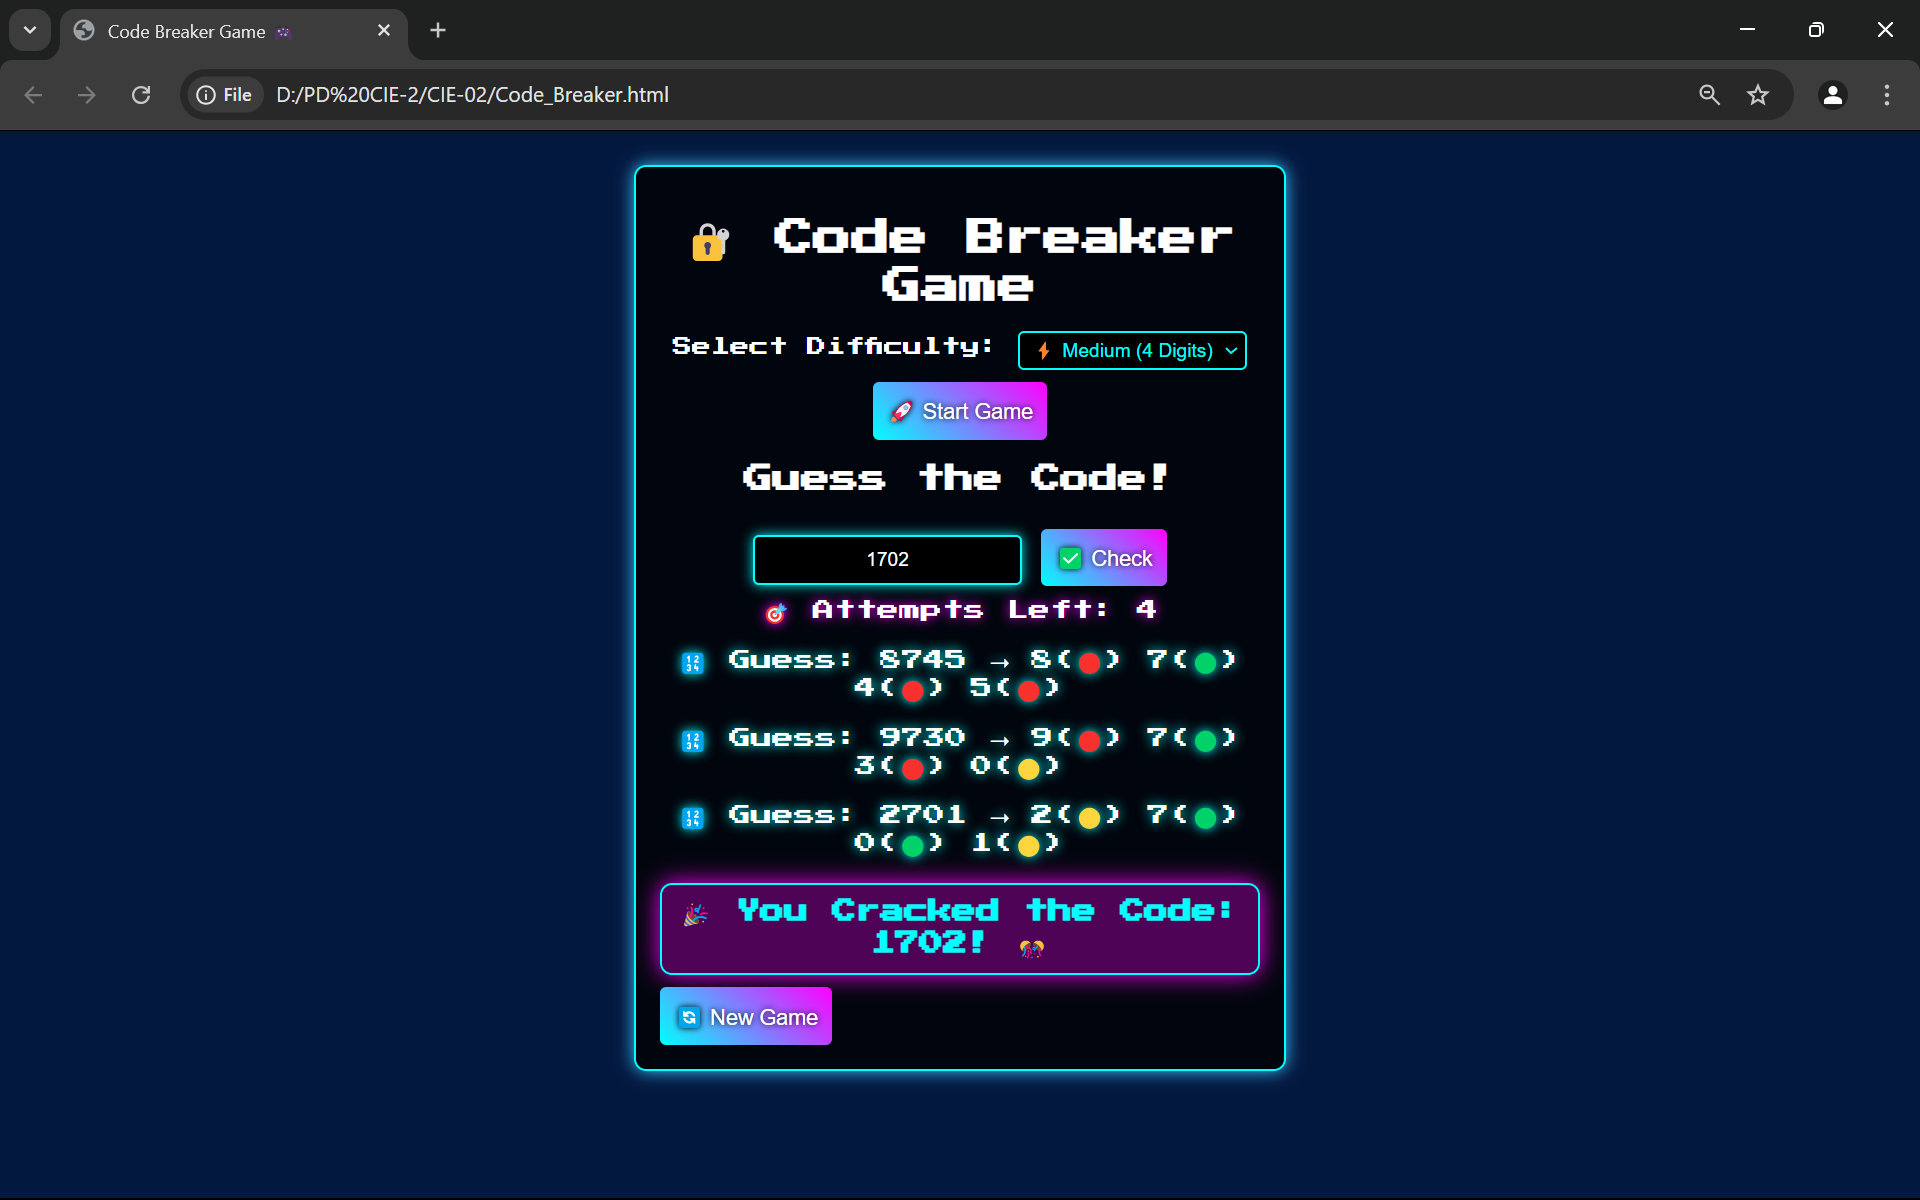 Code Breaker Game
File D:/PD%20CIE-2/CIE-02/Code_Breaker.html
🔐 Code Breaker
Game
Select Difficulty: ⚡ Medium (4 Digits)
🚀 Start Game
Guess the Code!
1702 ✅ Check
🎯 Attempts Left: 4
🔢 Guess: 8745 → 8(🔴) 7(🟢)
4(🔴) 5(🔴)
🔢 Guess: 9730 → 9(🔴) 7(🟢)
3(🔴) 0(🟡)
🔢 Guess: 2701 → 2(🟡) 7(🟢)
0(🟢) 1(🟡)
🎉 You Cracked the Code:
1702! 🎊
🔄 New Game